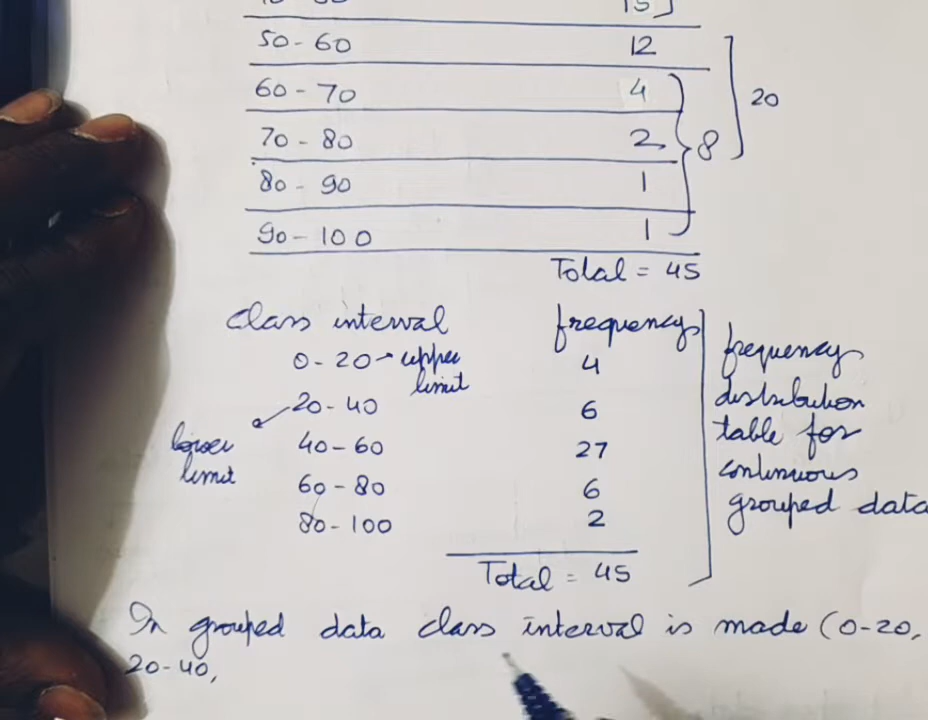 15
50-60 12
60-70 4
70-80 2
80-90 1
90-100 1
8
20
Total = 45
class interval frequency
0-20 upper limit 4
20-40 6
lower limit
40-60 27
60-80 6
80-100 2
Total = 45
frequency
distribution
table for
continuous
grouped data
In grouped data class interval is made (0-20,
20-40,